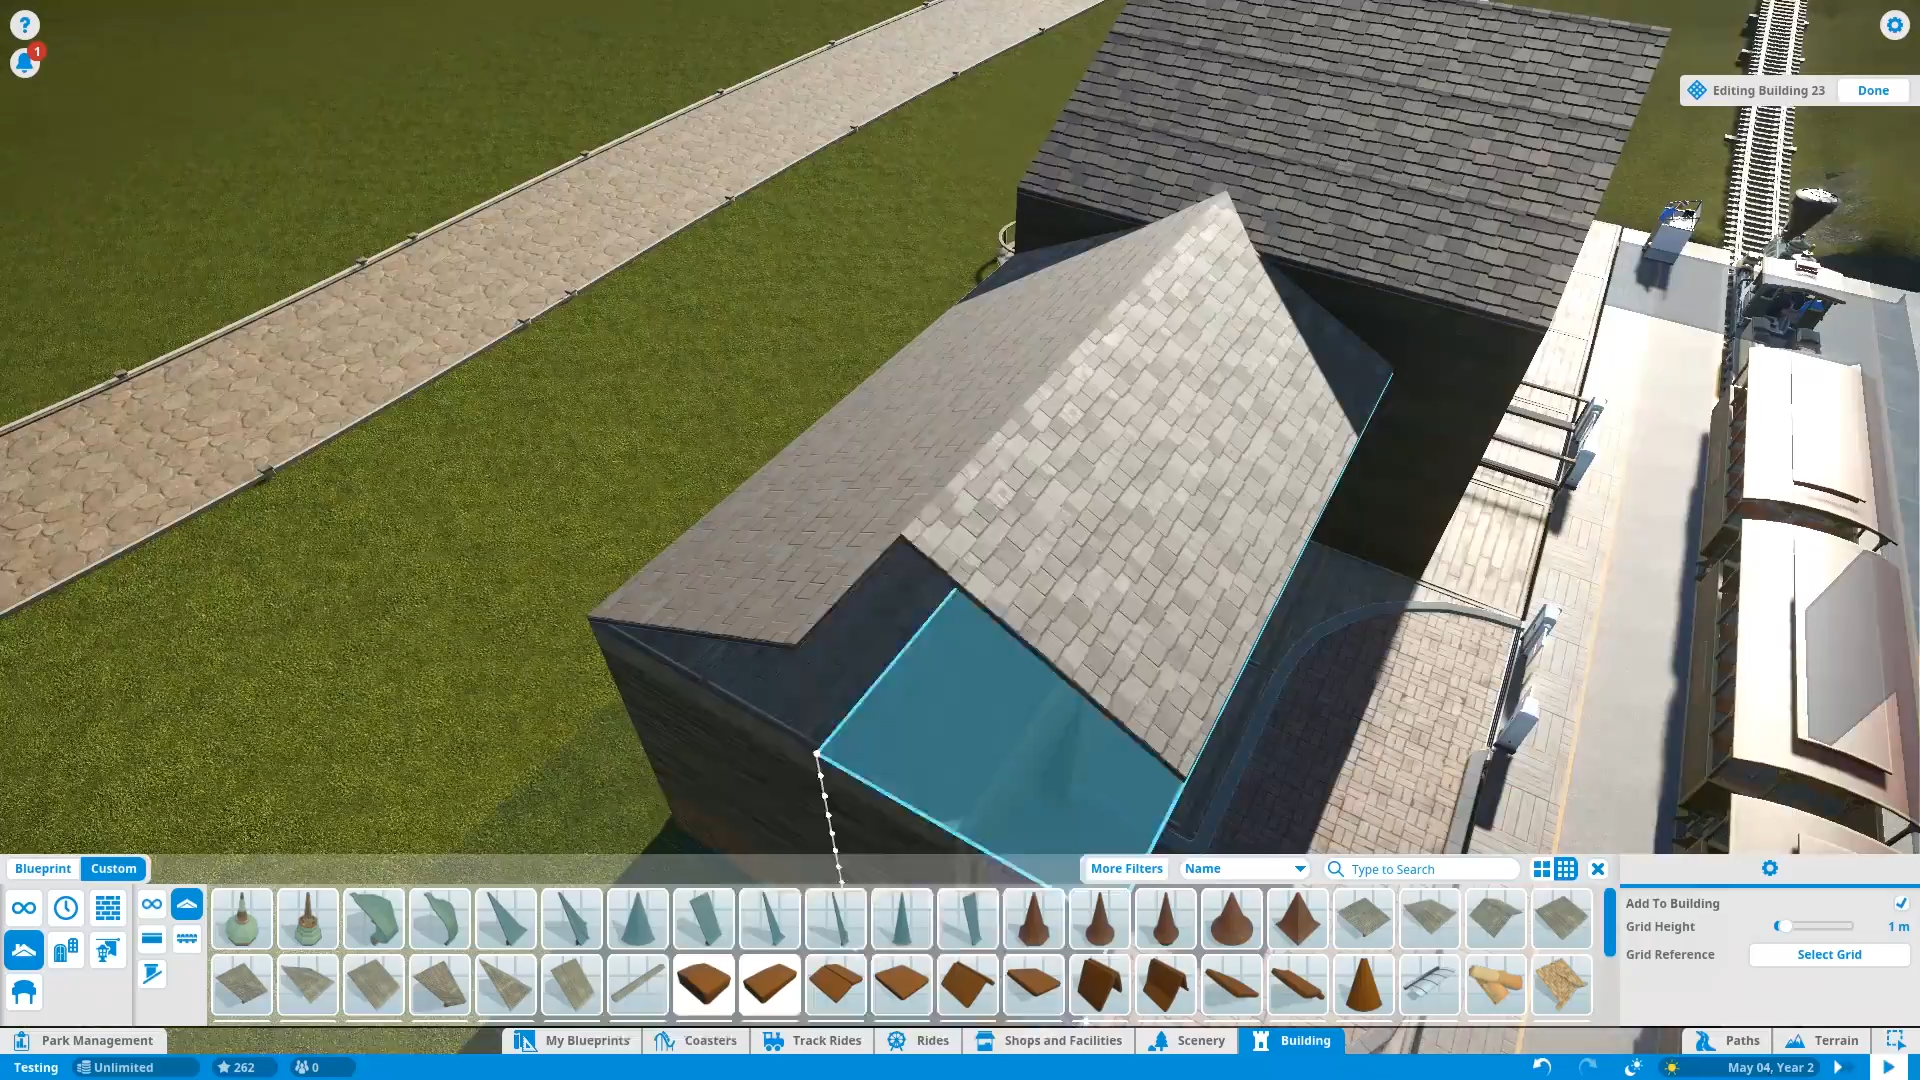 ?
1
Editing Building 23
Done
Blueprint
Custom
More Filters
Name
Type to Search
Add To Building
Grid Height
1 m
Grid Reference
Select Grid
Park Management
My Blueprints
Coasters
Track Rides
Rides
Shops and Facilities
Scenery
Building
Paths
Terrain
Testing
Unlimited
262
0
May 04, Year 2